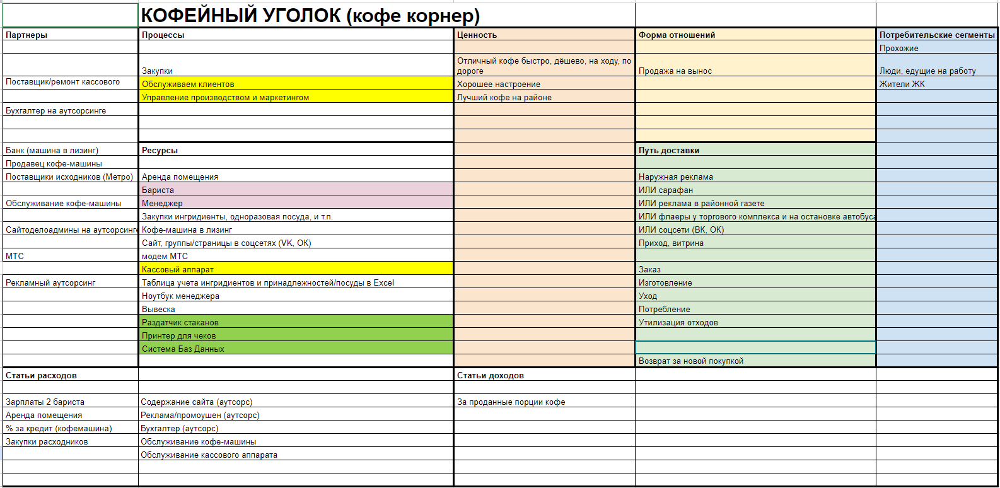 КОФЕЙНЫЙ УГОЛОК (кофе корнер)
Партнеры
Поставщик/ремонт кассового
Бухгалтер на аутсорсинге
Банк (машина в лизинг)
Продавец кофе-машины
Поставщики исходников (Метро)
Обслуживание кофе-машины
Сайтоделоадмины на аутсорсинге
МТС
Рекламный аутсорсинг
Процессы
Закупки
Обслуживаем клиентов
Управление производством и маркетингом
Ресурсы
Аренда помещения
Бариста
Менеджер
Закупки ингридиенты, одноразовая посуда, и т.п.
Кофе-машина в лизинг
Сайт, группы/страницы в соцсетях (VK, ОК)
модем МТС
Кассовый аппарат
Таблица учета ингридиентов и принадлежностей/посуды в Excel
Ноутбук менеджера
Вывеска
Раздатчик стаканов
Принтер для чеков
Система Баз Данных
Ценность
Отличный кофе быстро, дёшево, на ходу, по
дороге
Хорошее настроение
Лучший кофе на районе
Форма отношений
Продажа на вынос
Путь доставки
Наружная реклама
ИЛИ сарафан
ИЛИ реклама в районной газете
ИЛИ флаеры у торгового комплекса и на остановке автобуса
ИЛИ соцсети (ВК, ОК)
Приход, витрина
Заказ
Изготовление
Уход
Потребление
Утилизация отходов
Возврат за новой покупкой
Потребительские сегменты
Прохожие
Люди, едущие на работу
Жители ЖК
Статьи расходов
Зарплаты 2 бариста
Аренда помещения
% за кредит (кофемашина)
Закупки расходников
Содержание сайта (аутсорс)
Реклама/промоушен (аутсорс)
Бухгалтер (аутсорс)
Обслуживание кофе-машины
Обслуживание кассового аппарата
Статьи доходов
За проданные порции кофе